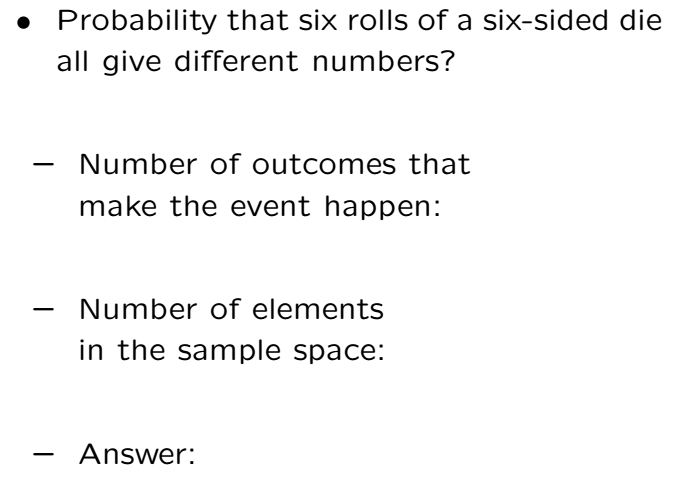 • Probability that six rolls of a six-sided die
all give different numbers?
– Number of outcomes that
make the event happen:
– Number of elements
in the sample space:
– Answer: